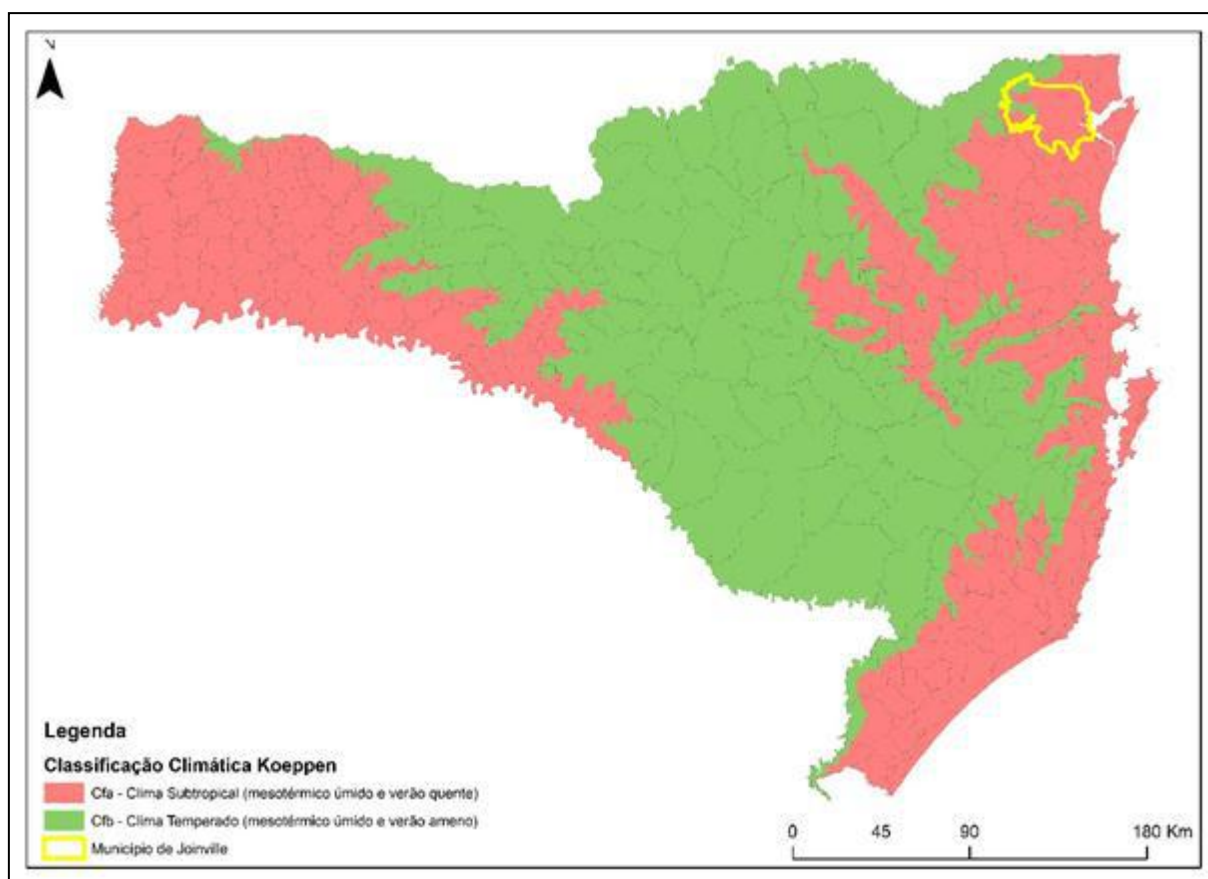 N
Legenda
Classificação Climática Koeppen
Cfa - Clima Subtropical (mesotérmico úmido e verão quente)
Cfb - Clima Temperado (mesotérmico úmido e verão ameno)
Município de Joinville
0 45 90 180 Km